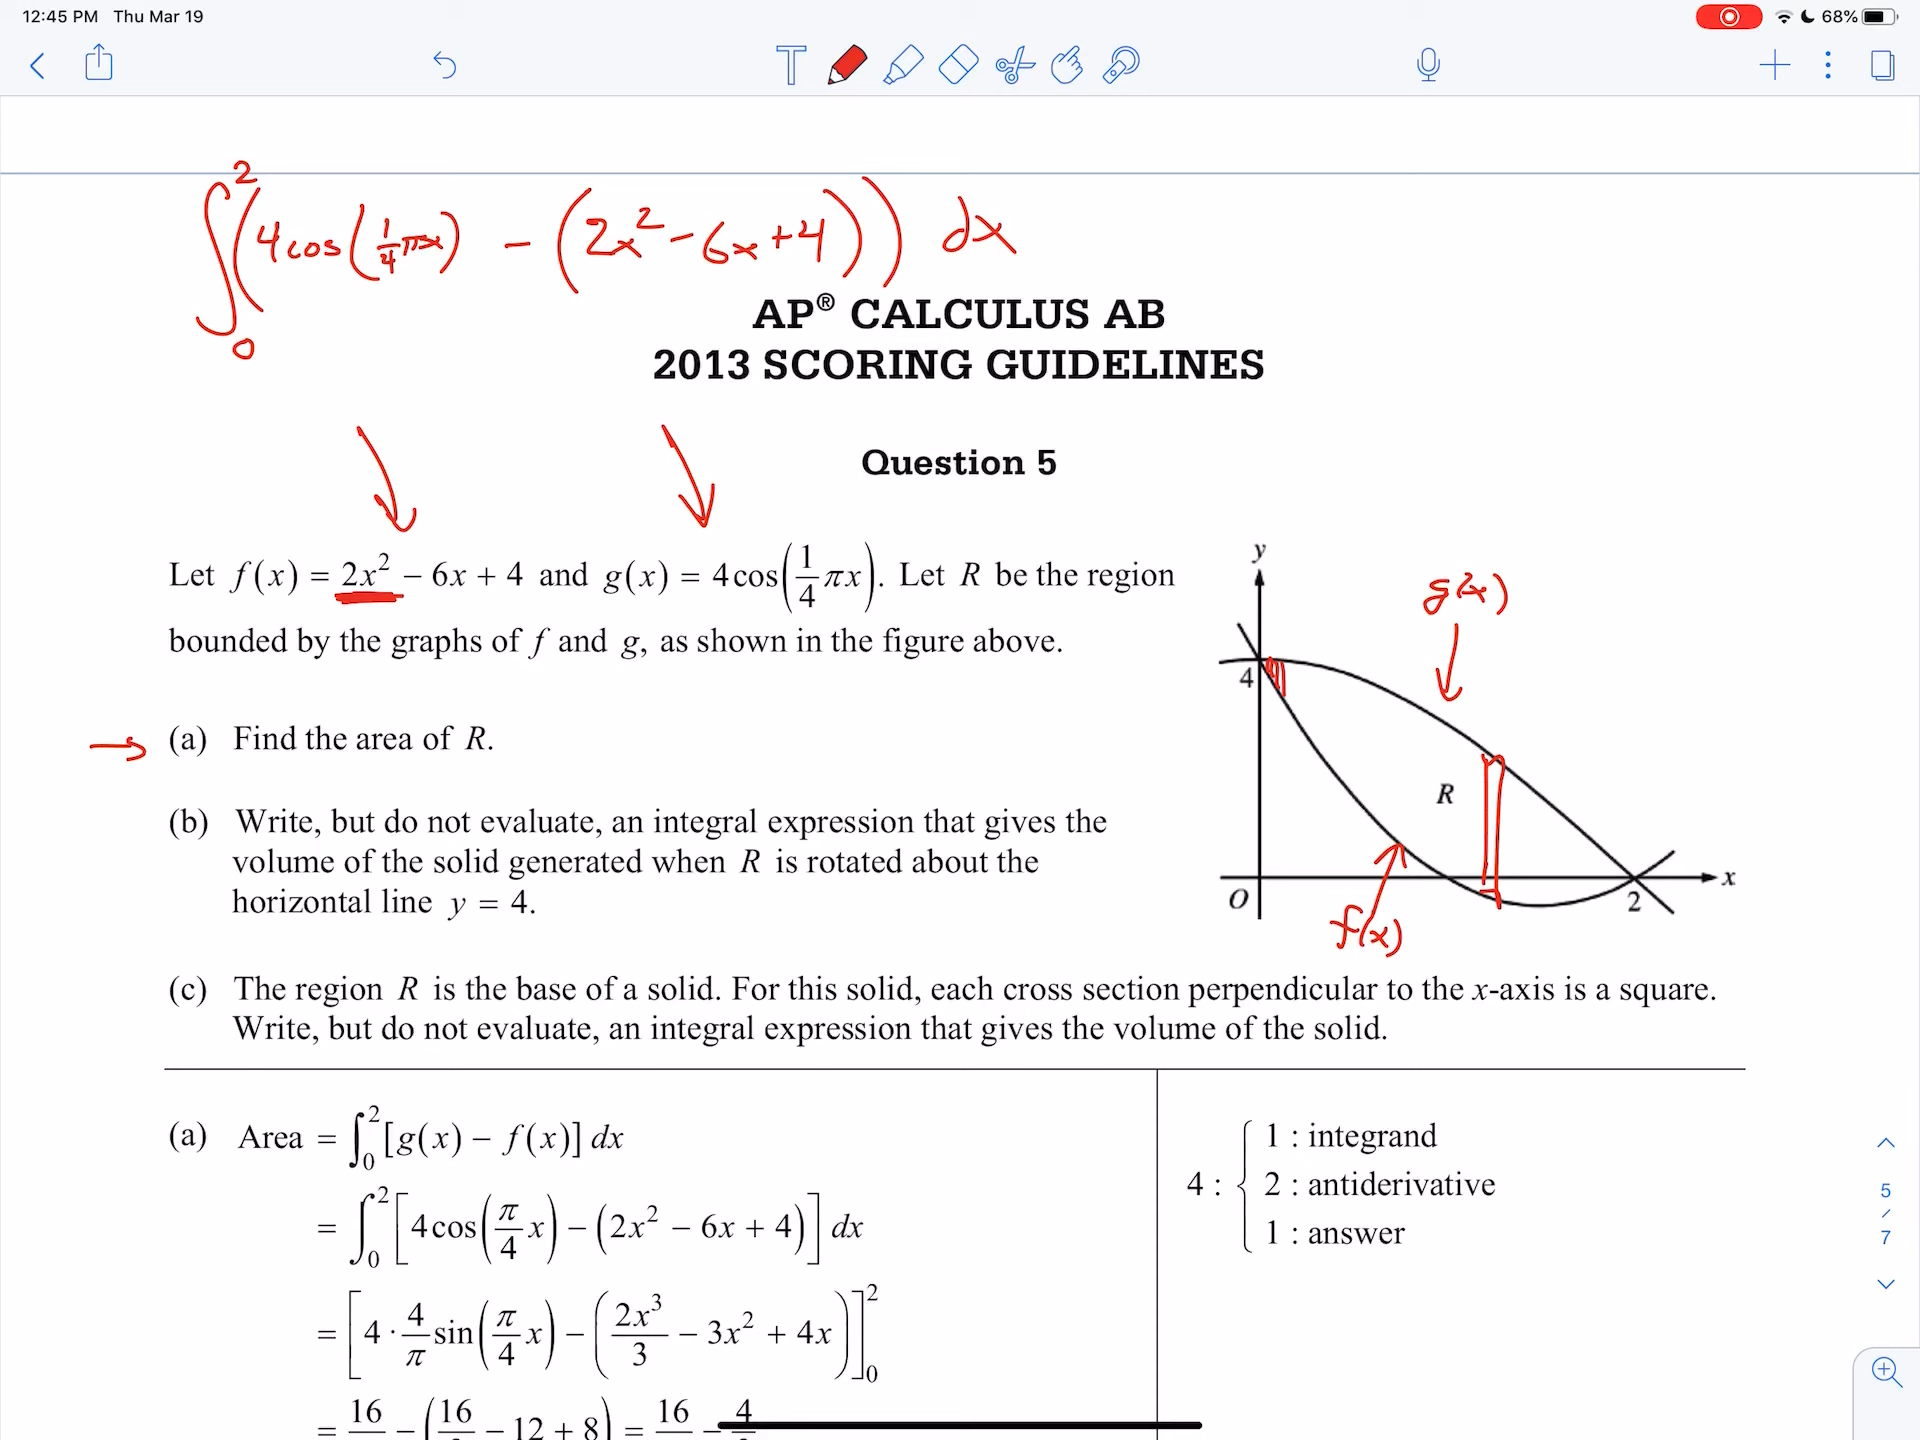 12:45 PM Thu Mar 19
68%
∫₀² (4cos(¼πx) − (2x² − 6x + 4)) dx
AP® CALCULUS AB
2013 SCORING GUIDELINES
Question 5
Let f(x) = 2x² − 6x + 4 and g(x) = 4cos(¼πx). Let R be the region
bounded by the graphs of f and g, as shown in the figure above.
y
g(x)
4
R
O
2
x
f(x)
(a) Find the area of R.
(b) Write, but do not evaluate, an integral expression that gives the
volume of the solid generated when R is rotated about the
horizontal line y = 4.
(c) The region R is the base of a solid. For this solid, each cross section perpendicular to the x-axis is a square.
Write, but do not evaluate, an integral expression that gives the volume of the solid.
(a) Area = ∫₀² [g(x) − f(x)] dx
= ∫₀² [4cos(π/4 x) − (2x² − 6x + 4)] dx
= [4 · 4/π sin(π/4 x) − (2x³/3 − 3x² + 4x)]₀²
= 16 − (16 − 12 + 8) = 16 − 4
4 : { 1 : integrand
2 : antiderivative
1 : answer
5
/
7